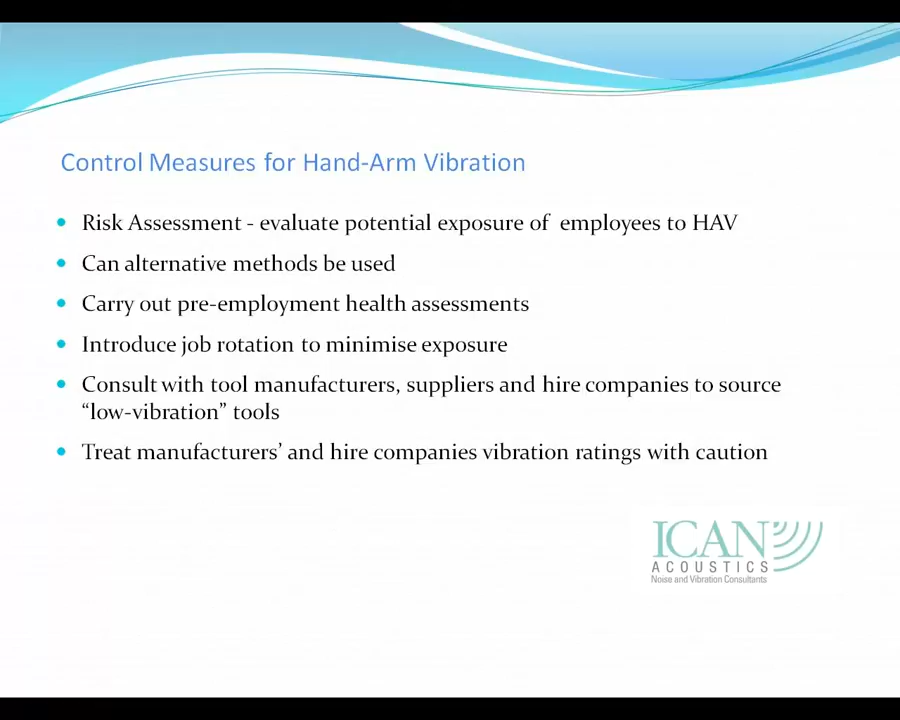 Control Measures for Hand-Arm Vibration
• Risk Assessment - evaluate potential exposure of  employees to HAV
• Can alternative methods be used
• Carry out pre-employment health assessments
• Introduce job rotation to minimise exposure
• Consult with tool manufacturers, suppliers and hire companies to source
“low-vibration” tools
• Treat manufacturers’ and hire companies vibration ratings with caution
ICAN
ACOUSTICS
Noise and Vibration Consultants